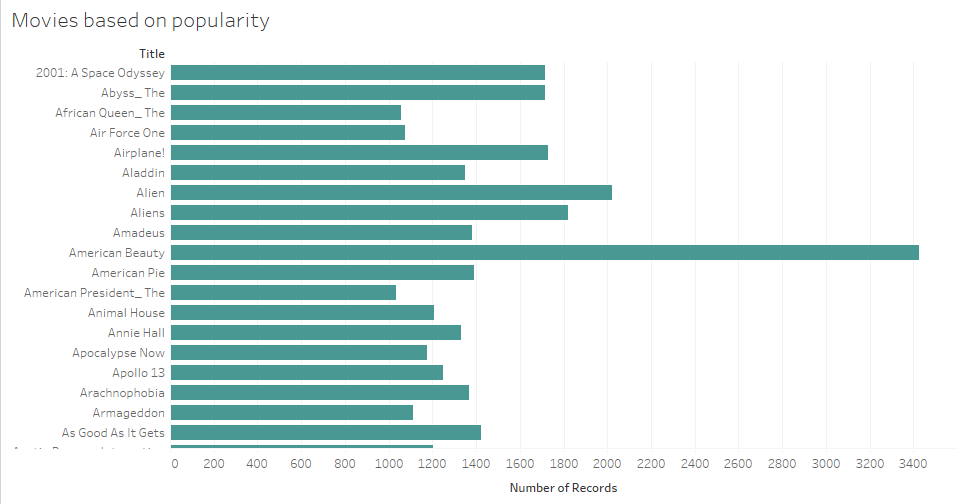 Movies based on popularity
Title
2001: A Space Odyssey
Abyss_ The
African Queen_ The
Air Force One
Airplane!
Aladdin
Alien
Aliens
Amadeus
American Beauty
American Pie
American President_ The
Animal House
Annie Hall
Apocalypse Now
Apollo 13
Arachnophobia
Armageddon
As Good As It Gets
0 200 400 600 800 1000 1200 1400 1600 1800 2000 2200 2400 2600 2800 3000 3200 3400
Number of Records